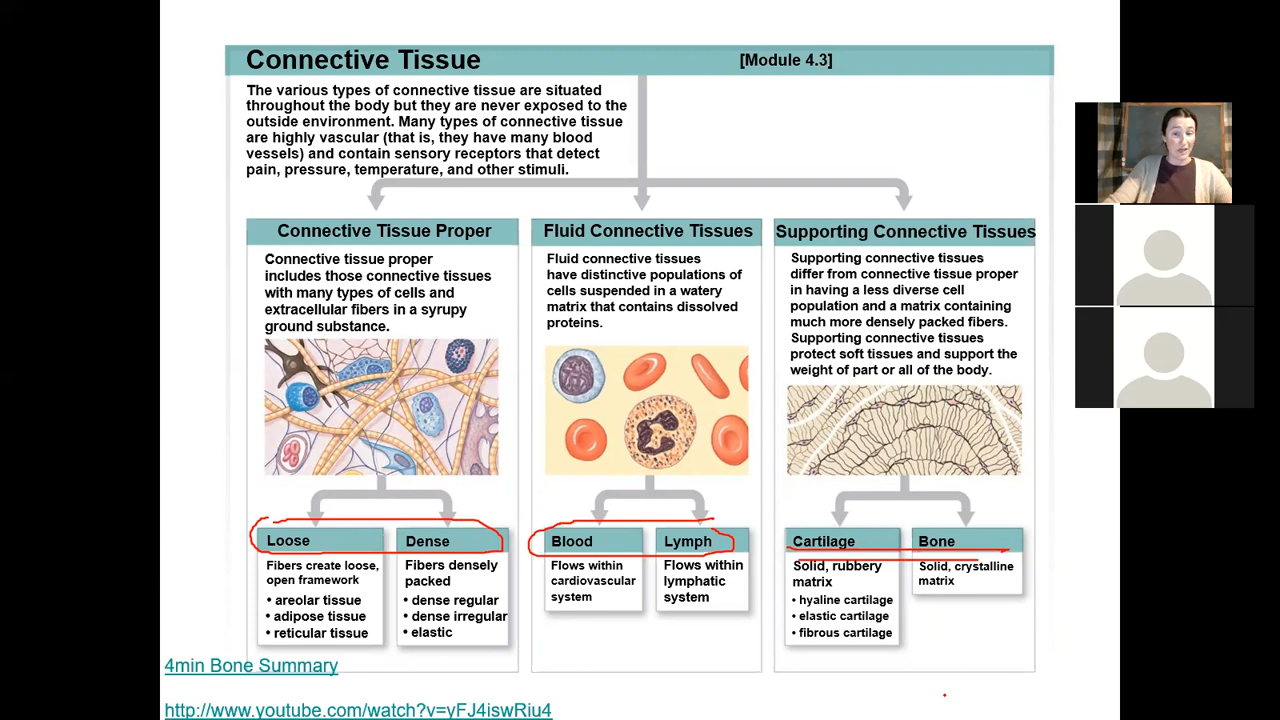 Connective Tissue
[Module 4.3]
The various types of connective tissue are situated
throughout the body but they are never exposed to the
outside environment. Many types of connective tissue
are highly vascular (that is, they have many blood
vessels) and contain sensory receptors that detect
pain, pressure, temperature, and other stimuli.
Connective Tissue Proper
Connective tissue proper
includes those connective tissues
with many types of cells and
extracellular fibers in a syrupy
ground substance.
Loose
Fibers create loose,
open framework
• areolar tissue
• adipose tissue
• reticular tissue
Dense
Fibers densely
packed
• dense regular
• dense irregular
• elastic
Fluid Connective Tissues
Fluid connective tissues
have distinctive populations of
cells suspended in a watery
matrix that contains dissolved
proteins.
Blood
Flows within
cardiovascular
system
Lymph
Flows within
lymphatic
system
Supporting Connective Tissues
Supporting connective tissues
differ from connective tissue proper
in having a less diverse cell
population and a matrix containing
much more densely packed fibers.
Supporting connective tissues
protect soft tissues and support the
weight of part or all of the body.
Cartilage
Solid, rubbery
matrix
• hyaline cartilage
• elastic cartilage
• fibrous cartilage
Bone
Solid, crystalline
matrix
4min Bone Summary
http://www.youtube.com/watch?v=yFJ4iswRiu4